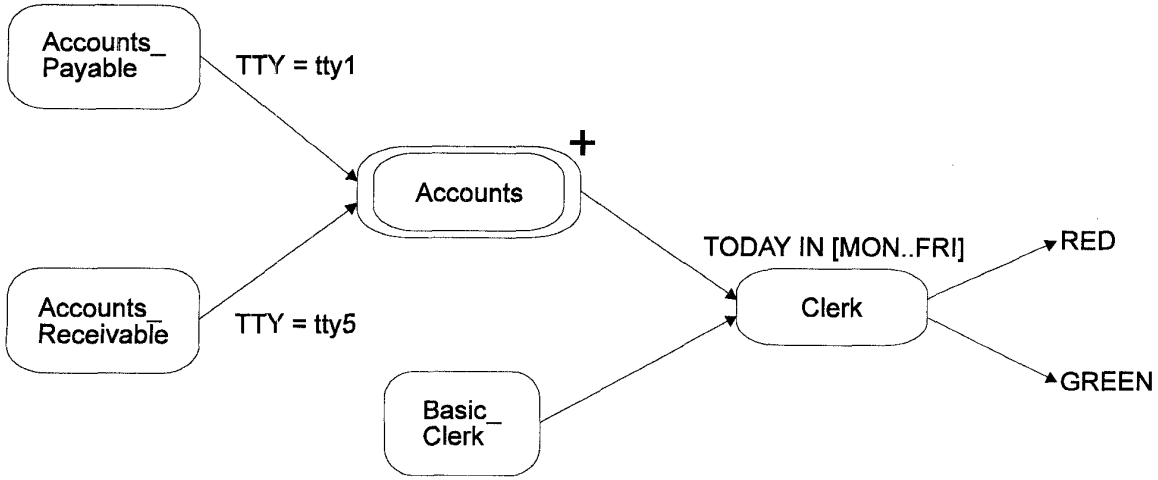 Accounts_
Payable
TTY = tty1
+
Accounts
TODAY IN [MON..FRI]
RED
Accounts_
Receivable
TTY = tty5
Clerk
GREEN
Basic_
Clerk